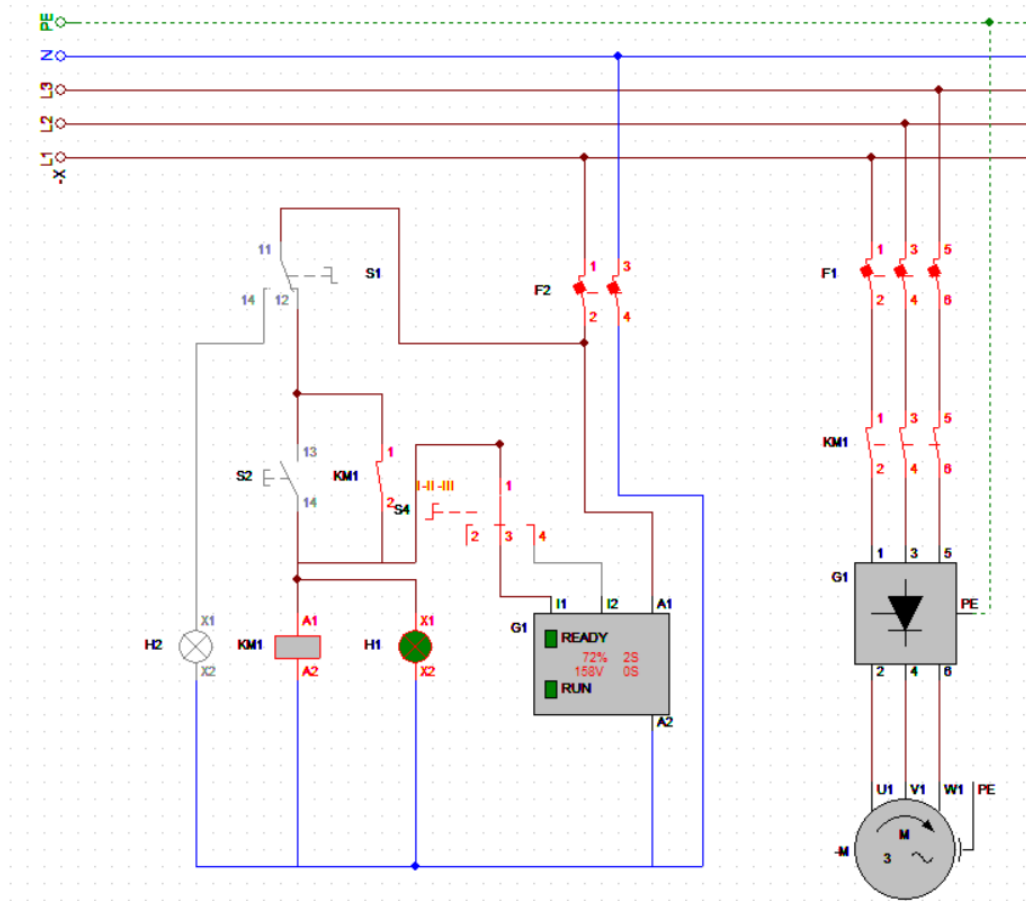 PE
N
L3
L2
L1
-X
11
S1
14 12
1 3
F2
2 4
1 3 5
F1
2 4 6
13
S2
14
1
KM1
2
I-II-III
S4
1
2 3 4
1 3 5
KM1
2 4 6
1 3 5
G1
PE
2 4 6
I1 I2 A1
G1
READY
72% 2S
158V 0S
RUN
A2
X1
H2
X2
A1
KM1
A2
X1
H1
X2
U1 V1 W1 PE
-M
M
3